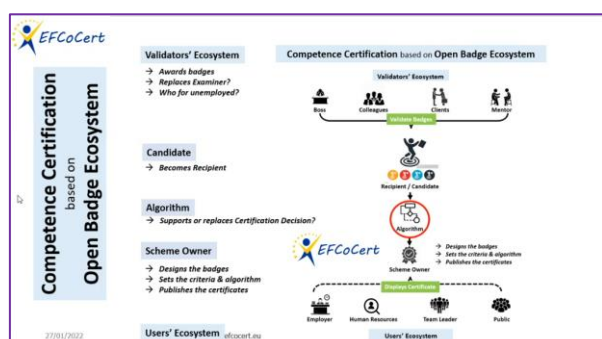 EFCoCert
Competence Certification
based on
Open Badge Ecosystem
27/01/2022
Validators' Ecosystem
→ Awards badges
→ Replaces Examiner?
→ Who for unemployed?
Candidate
→ Becomes Recipient
Algorithm
→ Supports or replaces Certification Decision?
Scheme Owner
→ Designs the badges
→ Sets the criteria & algorithm
→ Publishes the certificates
Users' Ecosystem
efcocert.eu
Competence Certification based on Open Badge Ecosystem
Validators' Ecosystem
Boss Colleagues Clients Mentor
Validate Badges
Recipient / Candidate
Algorithm
EFCoCert
Scheme Owner
→ Designs the badges
→ Sets the criteria & algorithm
→ Publishes the certificates
Displays Certificate
Employer Human Resources Team Leader Public
Users' Ecosystem